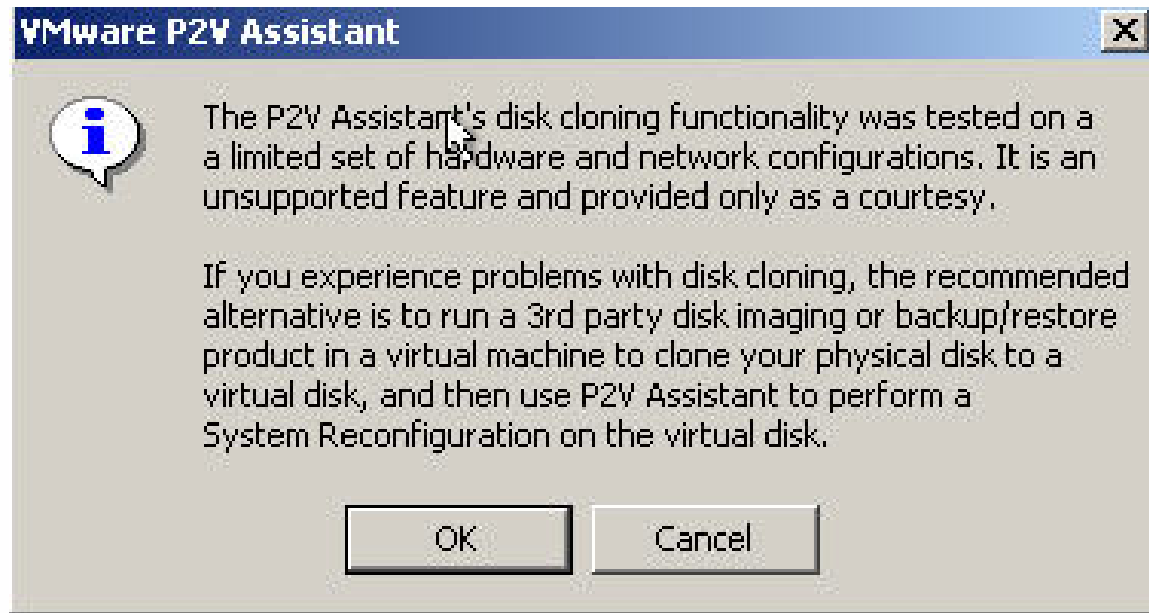 VMware P2V Assistant
The P2V Assistant's disk cloning functionality was tested on a
a limited set of hardware and network configurations. It is an
unsupported feature and provided only as a courtesy.
If you experience problems with disk cloning, the recommended
alternative is to run a 3rd party disk imaging or backup/restore
product in a virtual machine to clone your physical disk to a
virtual disk, and then use P2V Assistant to perform a
System Reconfiguration on the virtual disk.
OK
Cancel